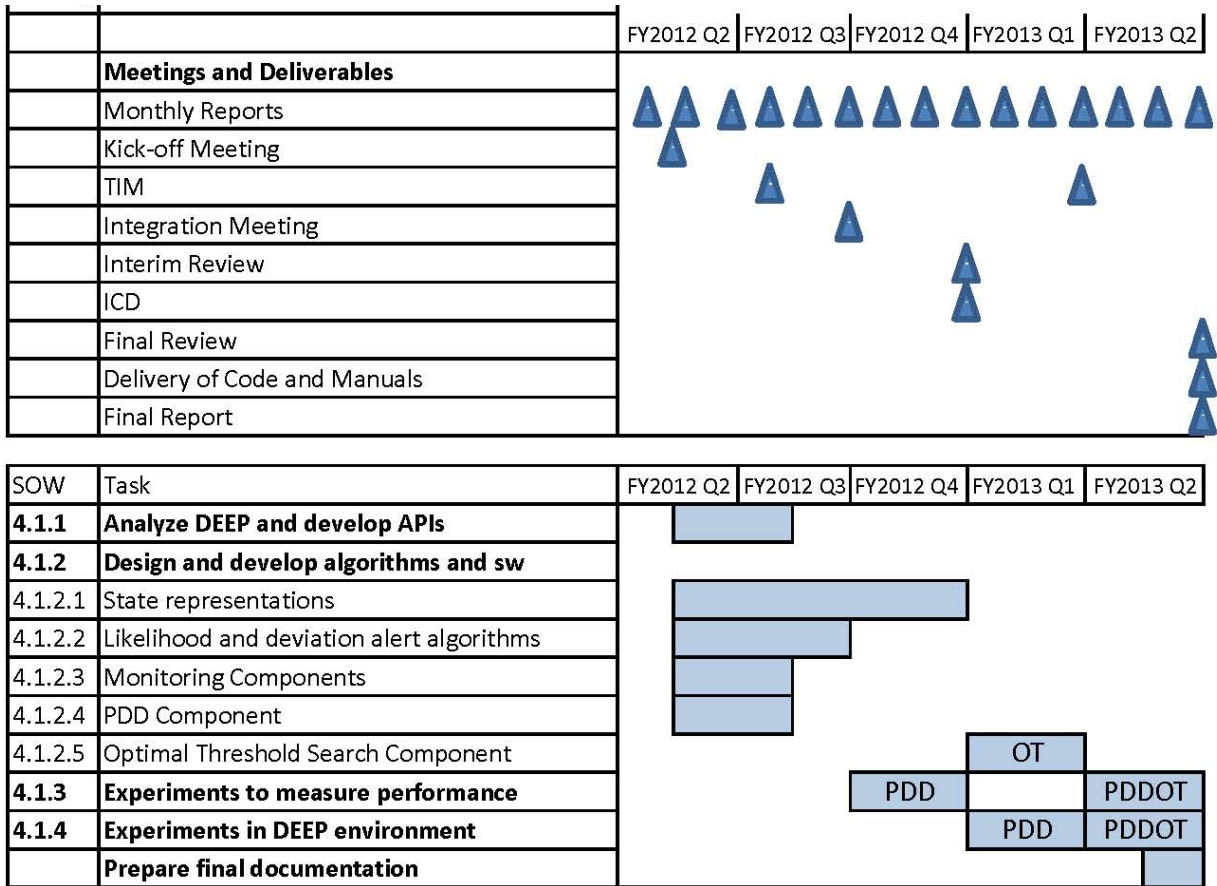 FY2012 Q2 FY2012 Q3 FY2012 Q4 FY2013 Q1 FY2013 Q2
Meetings and Deliverables
Monthly Reports
Kick-off Meeting
TIM
Integration Meeting
Interim Review
ICD
Final Review
Delivery of Code and Manuals
Final Report
SOW Task FY2012 Q2 FY2012 Q3 FY2012 Q4 FY2013 Q1 FY2013 Q2
4.1.1 Analyze DEEP and develop APIs
4.1.2 Design and develop algorithms and sw
4.1.2.1 State representations
4.1.2.2 Likelihood and deviation alert algorithms
4.1.2.3 Monitoring Components
4.1.2.4 PDD Component
4.1.2.5 Optimal Threshold Search Component OT
4.1.3 Experiments to measure performance PDD PDDOT
4.1.4 Experiments in DEEP environment PDD PDDOT
Prepare final documentation